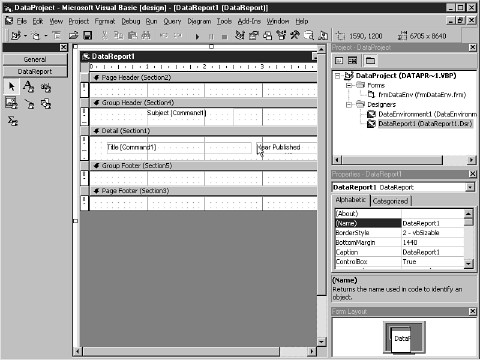 DataProject - Microsoft Visual Basic [design] - [DataReport1 (DataReport)]
File Edit View Project Format Debug Run Query Diagram Tools Add-Ins Window Help
1590, 1200 6705 x 8640
General
DataReport
DataReport1
Page Header (Section2)
Group Header (Section4)
Subject [Command1]
Detail (Section1)
Title [Command1] Year Published
Group Footer (Section5)
Page Footer (Section3)
Project - DataProject
DataProject (DATAPR~1.VBP)
Forms
frmDataEnv (frmDataEnv.frm)
Designers
DataEnvironment1 (DataEnvironm
DataReport1 (DataReport1.Dsr)
Properties - DataReport1
DataReport1 DataReport
Alphabetic Categorized
(About)
(Name) DataReport1
BorderStyle 2 - vbSizable
BottomMargin 1440
Caption DataReport1
ControlBox True
(Name)
Returns the name used in code to identify an
object.
Form Layout